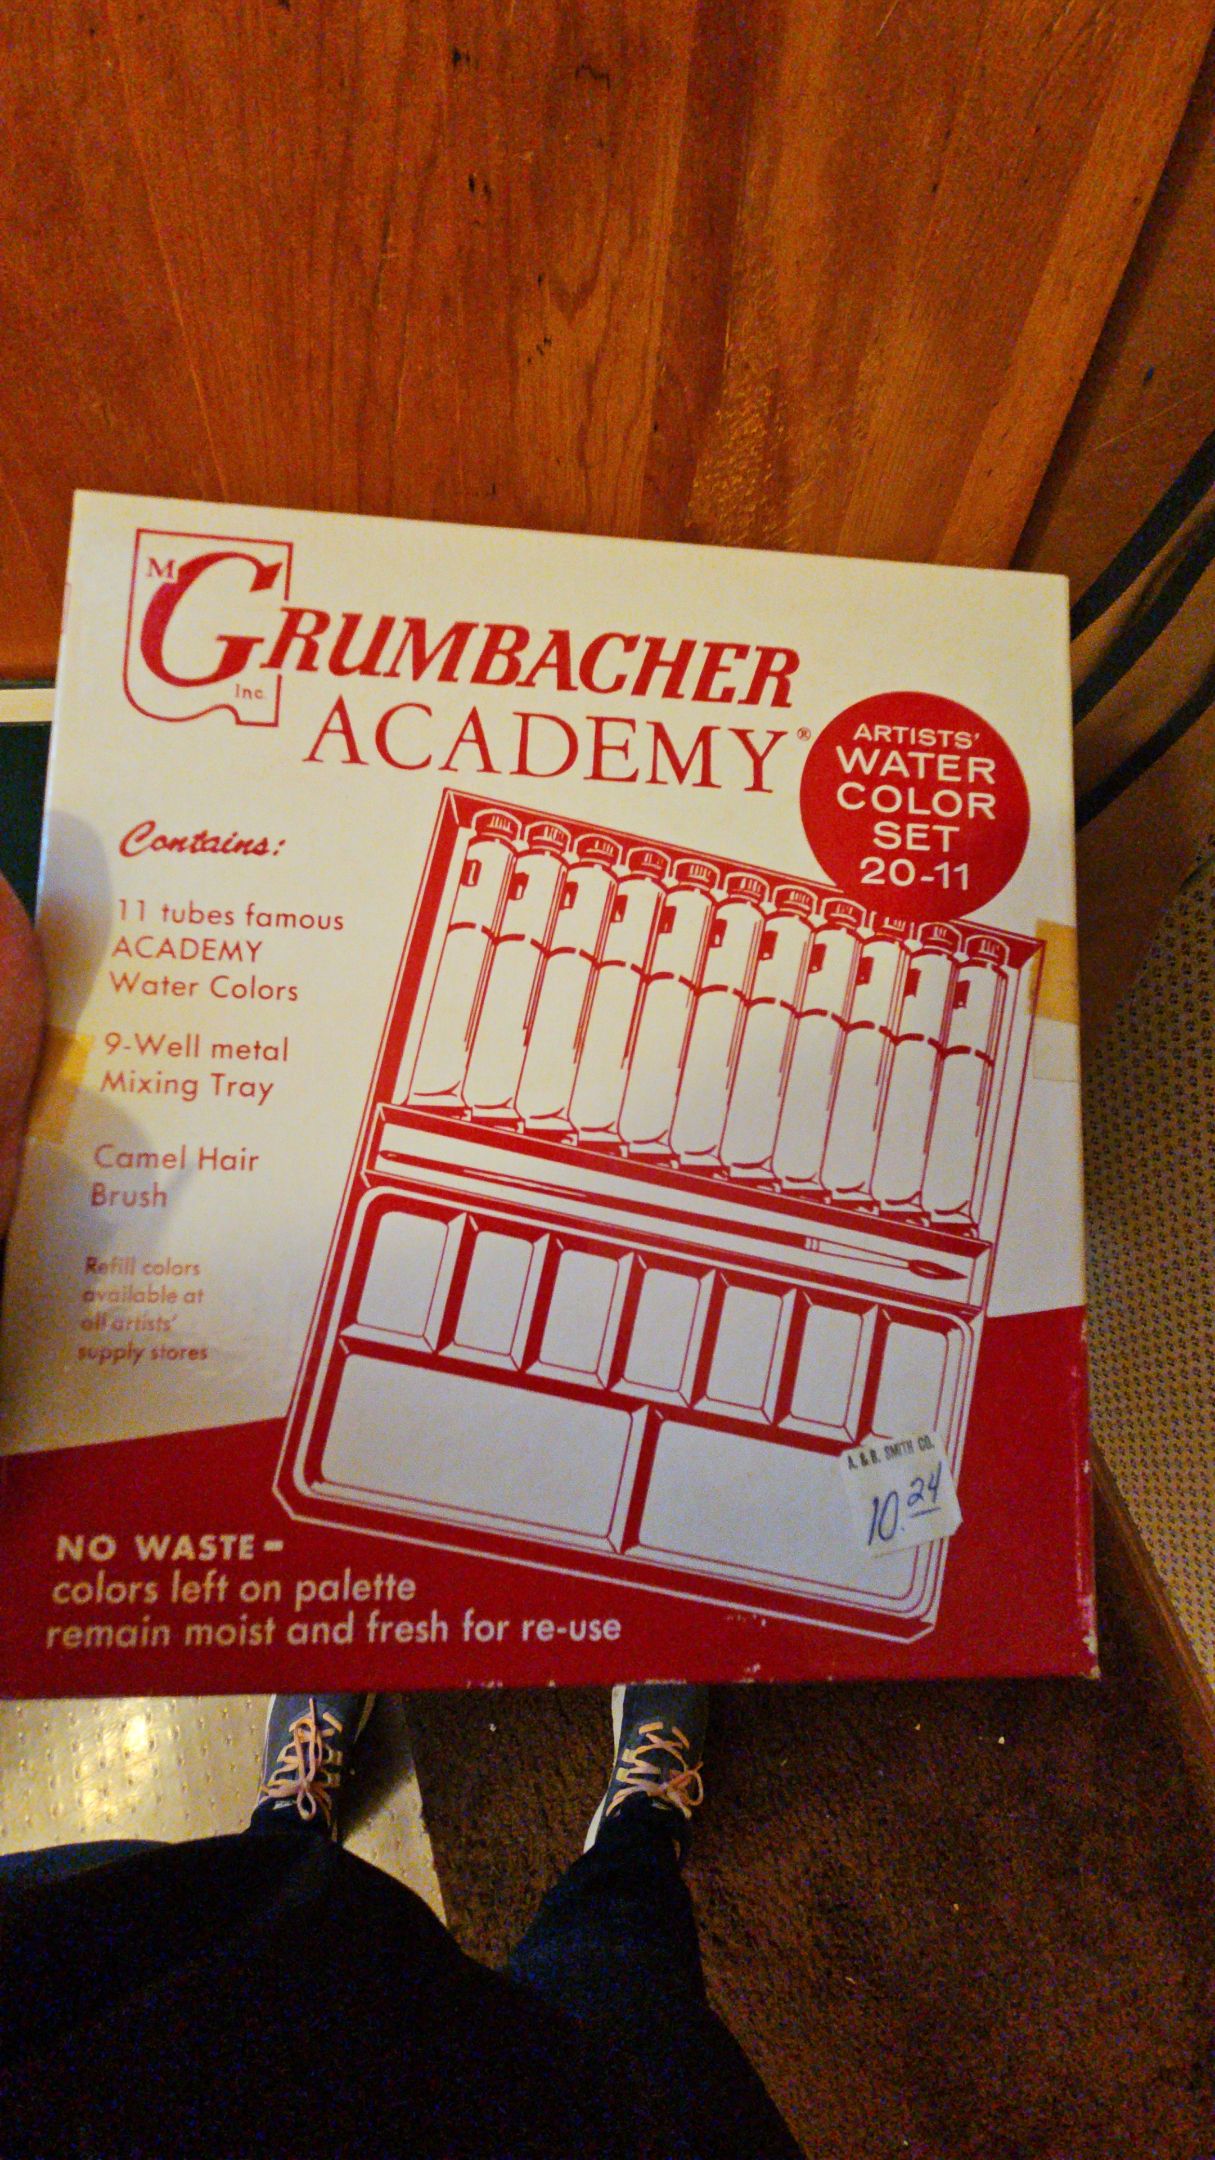 M GRUMBACHER
Inc.
ACADEMY®
ARTISTS'
WATER
COLOR
SET
20-11
Contains:
11 tubes famous
ACADEMY
Water Colors
9-Well metal
Mixing Tray
Camel Hair
Brush
Refill colors
available at
all artists'
supply stores
A. & B. SMITH CO.
10.24
NO WASTE-
colors left on palette
remain moist and fresh for re-use